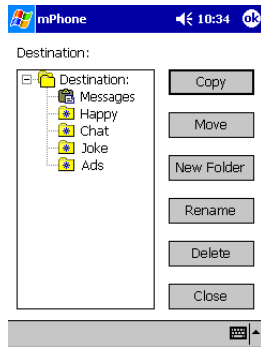 mPhone 10:34 ok
Destination:
Destination:
Messages
Happy
Chat
Joke
Ads
Copy
Move
New Folder
Rename
Delete
Close